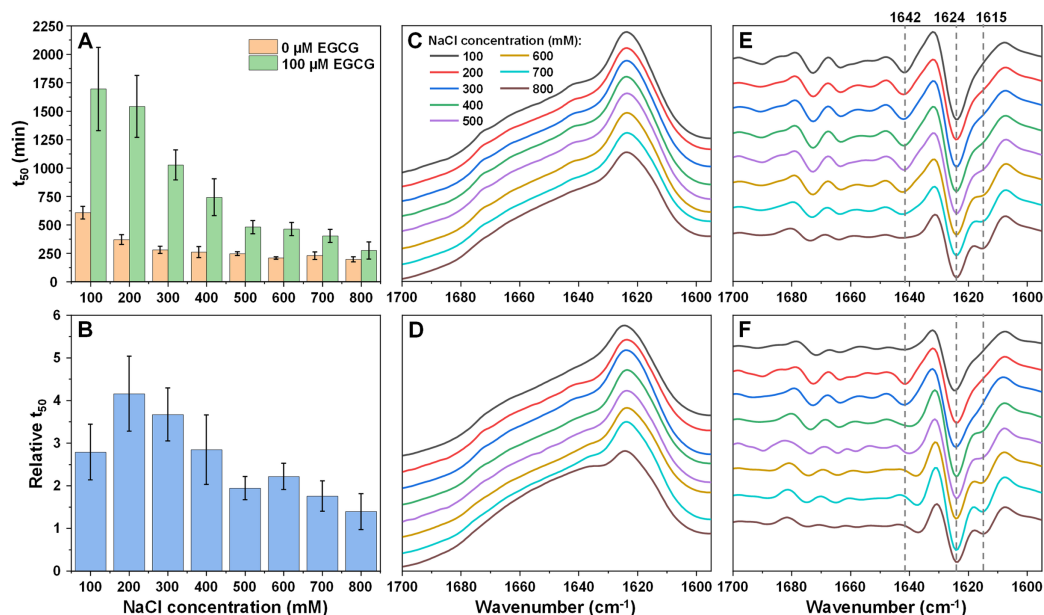 1642 1624 1615
A
0 µM EGCG
100 µM EGCG
t50 (min)
2250
2000
1750
1500
1250
1000
750
500
250
0
100 200 300 400 500 600 700 800
C
NaCl concentration (mM):
100 600
200 700
300 800
400
500
1700 1680 1660 1640 1620 1600
E
1700 1680 1660 1640 1620 1600
B
Relative t50
6
5
4
3
2
1
0
100 200 300 400 500 600 700 800
NaCl concentration (mM)
D
1700 1680 1660 1640 1620 1600
Wavenumber (cm-1)
F
1700 1680 1660 1640 1620 1600
Wavenumber (cm-1)